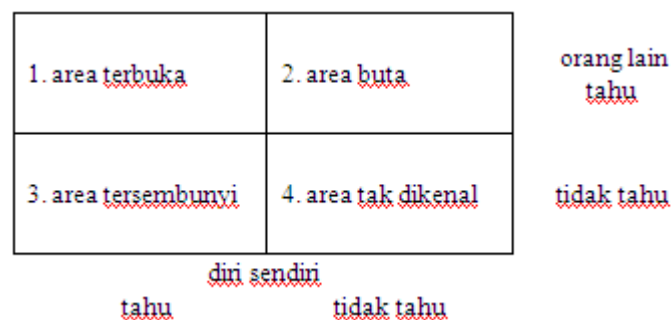 1. area terbuka
2. area buta
orang lain
tahu
3. area tersembunyi
4. area tak dikenal
tidak tahu
diri sendiri
tahu
tidak tahu